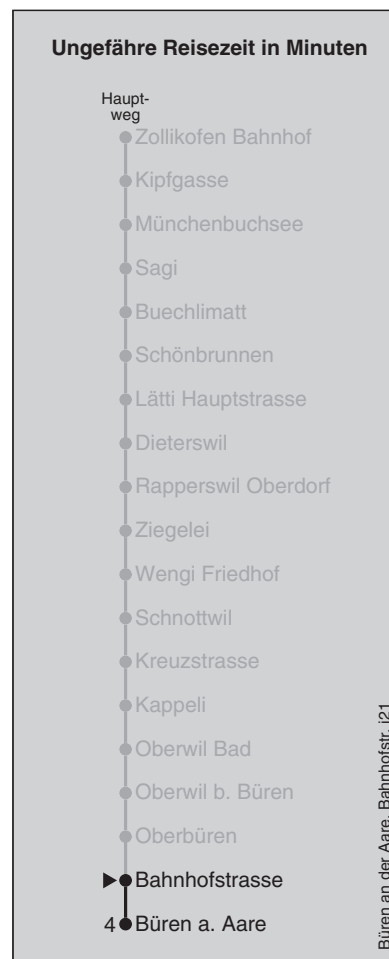 Ungefähre Reisezeit in Minuten
Haupt-
weg
Zollikofen Bahnhof
Kipfgasse
Münchenbuchsee
Sagi
Buechlimatt
Schönbrunnen
Lätti Hauptstrasse
Dieterswil
Rapperswil Oberdorf
Ziegelei
Wengi Friedhof
Schnottwil
Kreuzstrasse
Kappeli
Oberwil Bad
Oberwil b. Büren
Oberbüren
Bahnhofstrasse
4 Büren a. Aare
Büren an der Aare, Bahnhofstr. j21